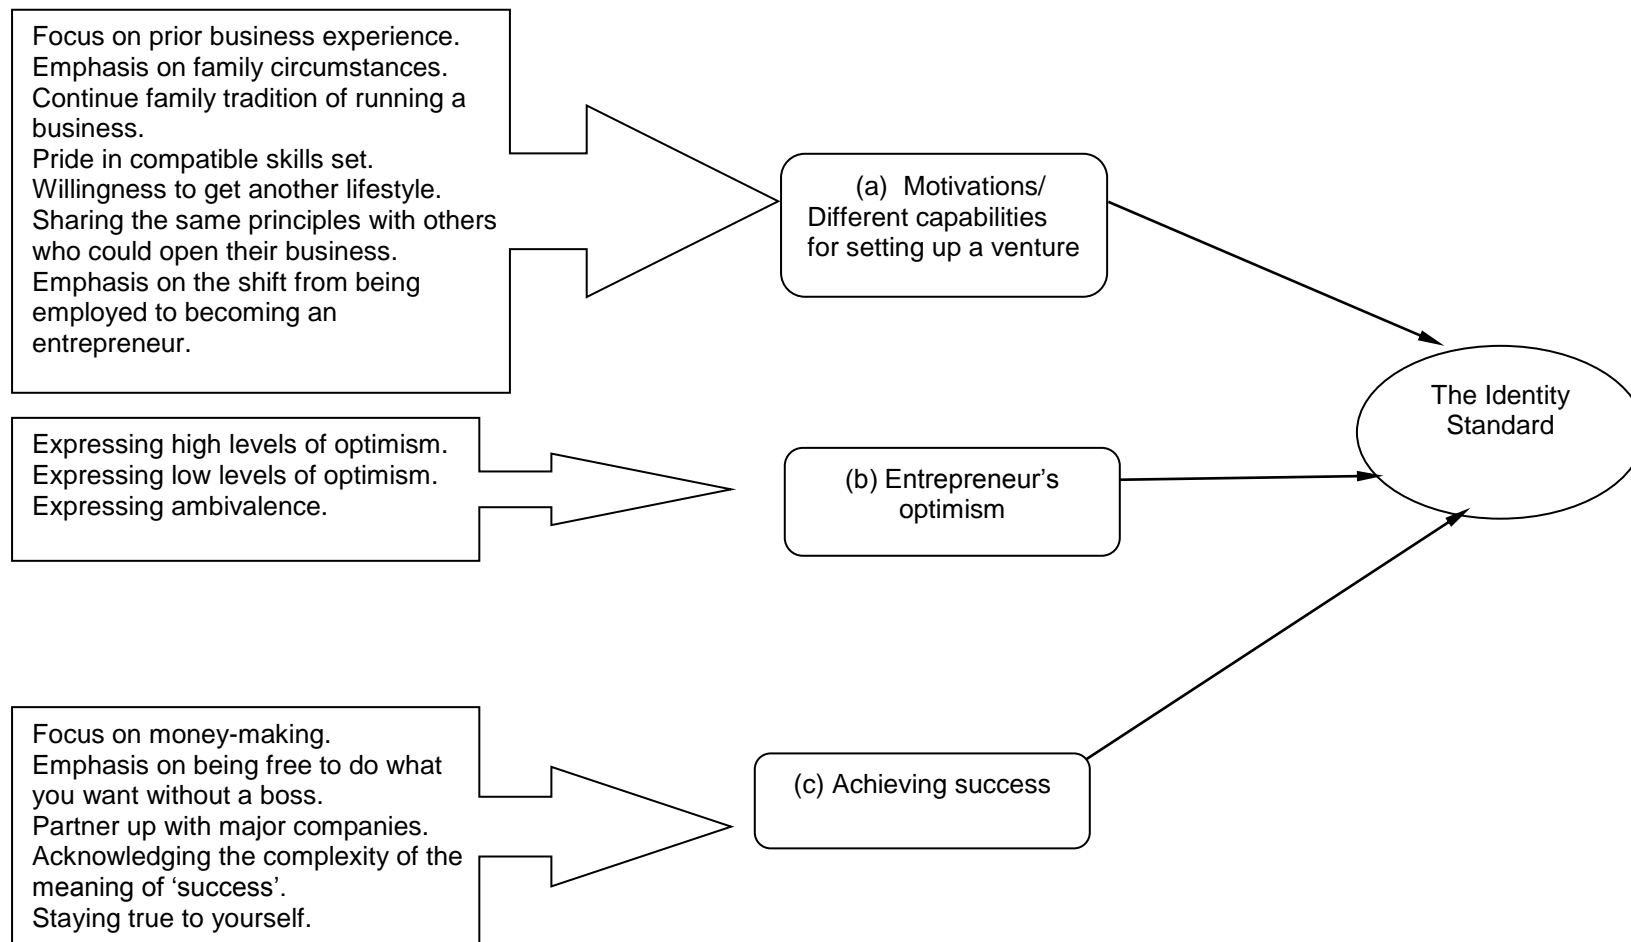 Focus on prior business experience.
Emphasis on family circumstances.
Continue family tradition of running a
business.
Pride in compatible skills set.
Willingness to get another lifestyle.
Sharing the same principles with others
who could open their business.
Emphasis on the shift from being
employed to becoming an
entrepreneur.
(a) Motivations/
Different capabilities
for setting up a venture
The Identity
Standard
Expressing high levels of optimism.
Expressing low levels of optimism.
Expressing ambivalence.
(b) Entrepreneur’s
optimism
Focus on money-making.
Emphasis on being free to do what
you want without a boss.
Partner up with major companies.
Acknowledging the complexity of the
meaning of ‘success’.
Staying true to yourself.
(c) Achieving success